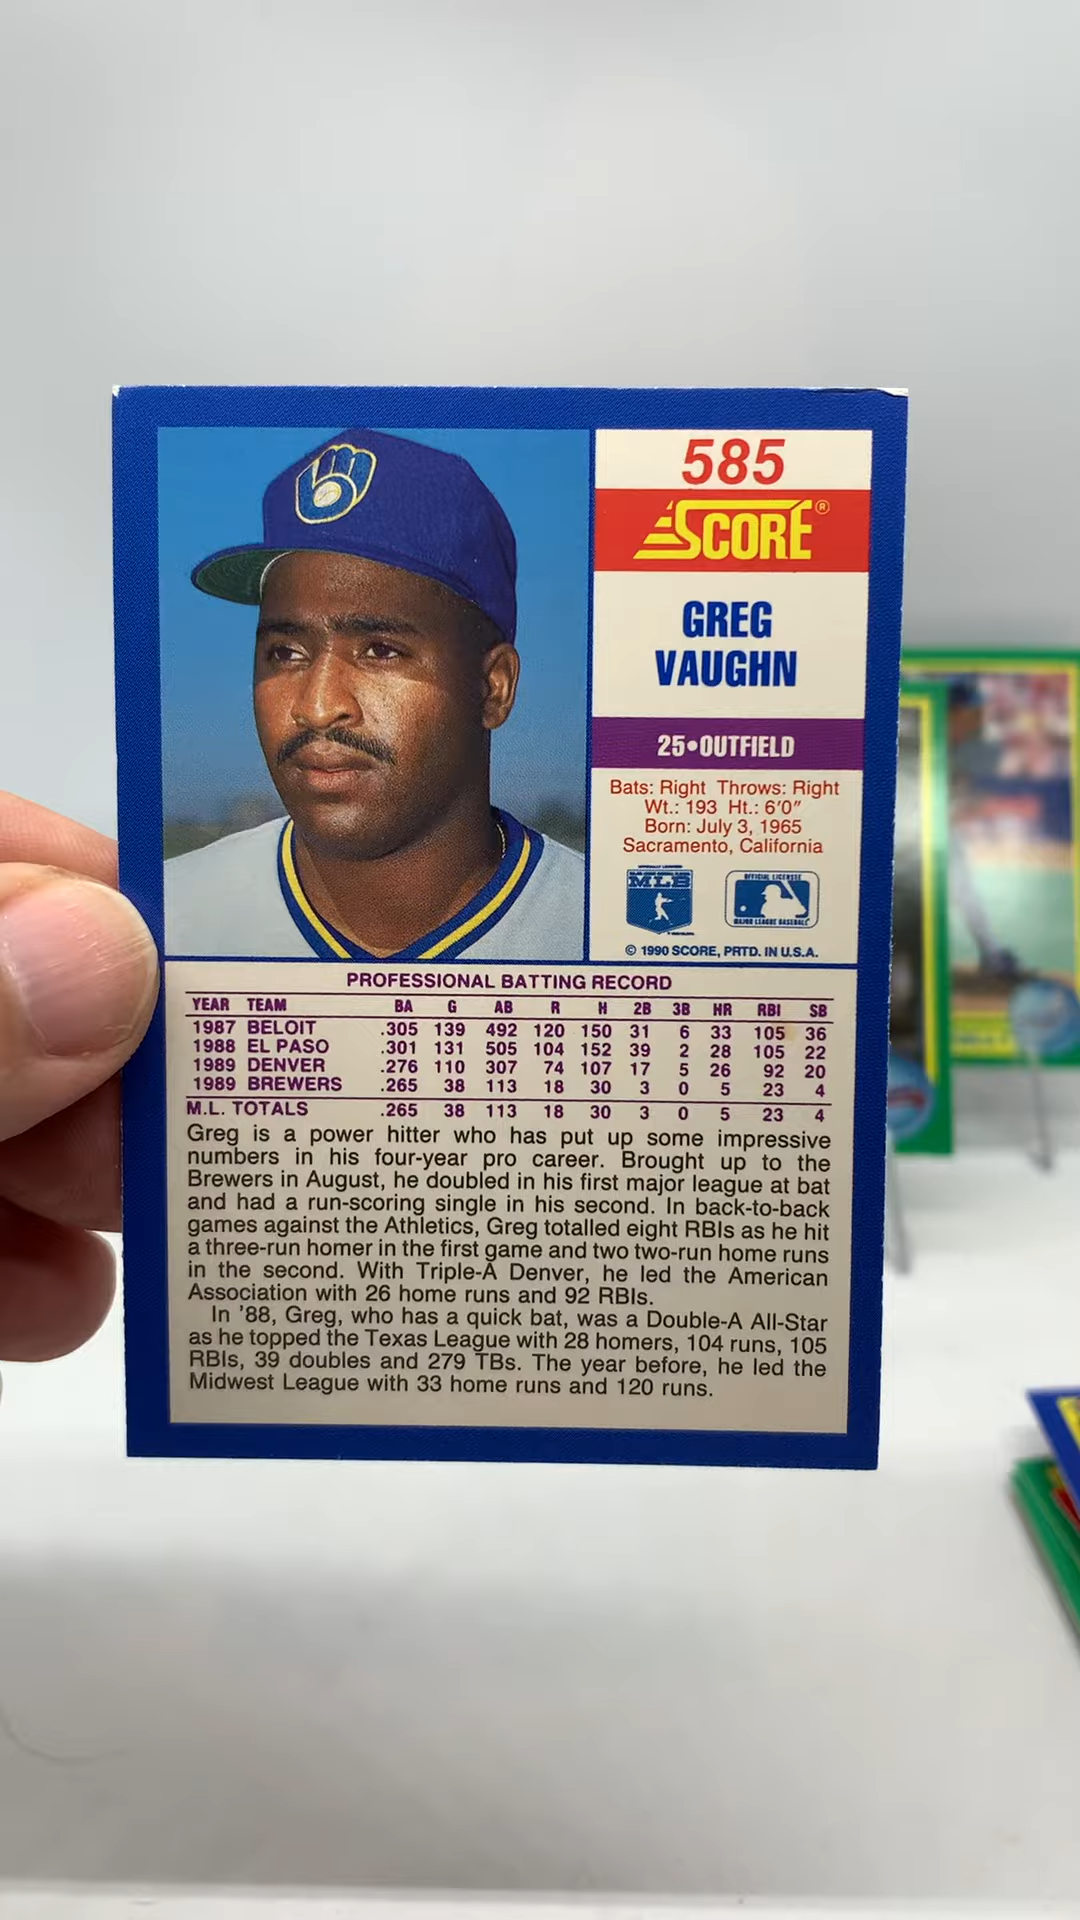 585
SCORE®
GREG
VAUGHN
25•OUTFIELD
Bats: Right Throws: Right
Wt.: 193 Ht.: 6'0"
Born: July 3, 1965
Sacramento, California
MLB
OFFICIAL LICENSEE
MAJOR LEAGUE BASEBALL
© 1990 SCORE, PRTD. IN U.S.A.
PROFESSIONAL BATTING RECORD
YEAR TEAM BA G AB R H 2B 3B HR RBI SB
1987 BELOIT .305 139 492 120 150 31 6 33 105 36
1988 EL PASO .301 131 505 104 152 39 2 28 105 22
1989 DENVER .276 110 307 74 107 17 5 26 92 20
1989 BREWERS .265 38 113 18 30 3 0 5 23 4
M.L. TOTALS .265 38 113 18 30 3 0 5 23 4
Greg is a power hitter who has put up some impressive
numbers in his four-year pro career. Brought up to the
Brewers in August, he doubled in his first major league at bat
and had a run-scoring single in his second. In back-to-back
games against the Athletics, Greg totalled eight RBIs as he hit
a three-run homer in the first game and two two-run home runs
in the second. With Triple-A Denver, he led the American
Association with 26 home runs and 92 RBIs.
In '88, Greg, who has a quick bat, was a Double-A All-Star
as he topped the Texas League with 28 homers, 104 runs, 105
RBIs, 39 doubles and 279 TBs. The year before, he led the
Midwest League with 33 home runs and 120 runs.